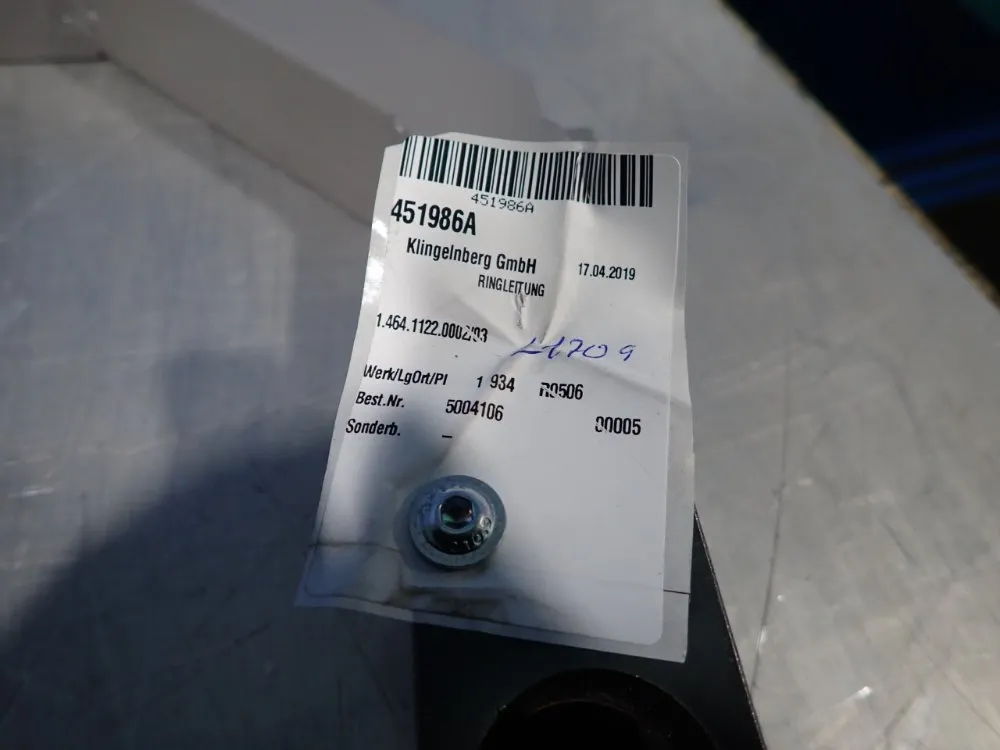 451986A
451986A
Klingelnberg GmbH 17.04.2019
RINGLEITUNG
1.464.1122.0002/03
Werk/LgOrt/Pl 1 934 R0506
Best.Nr. 5004106 00005
Sonderb. –